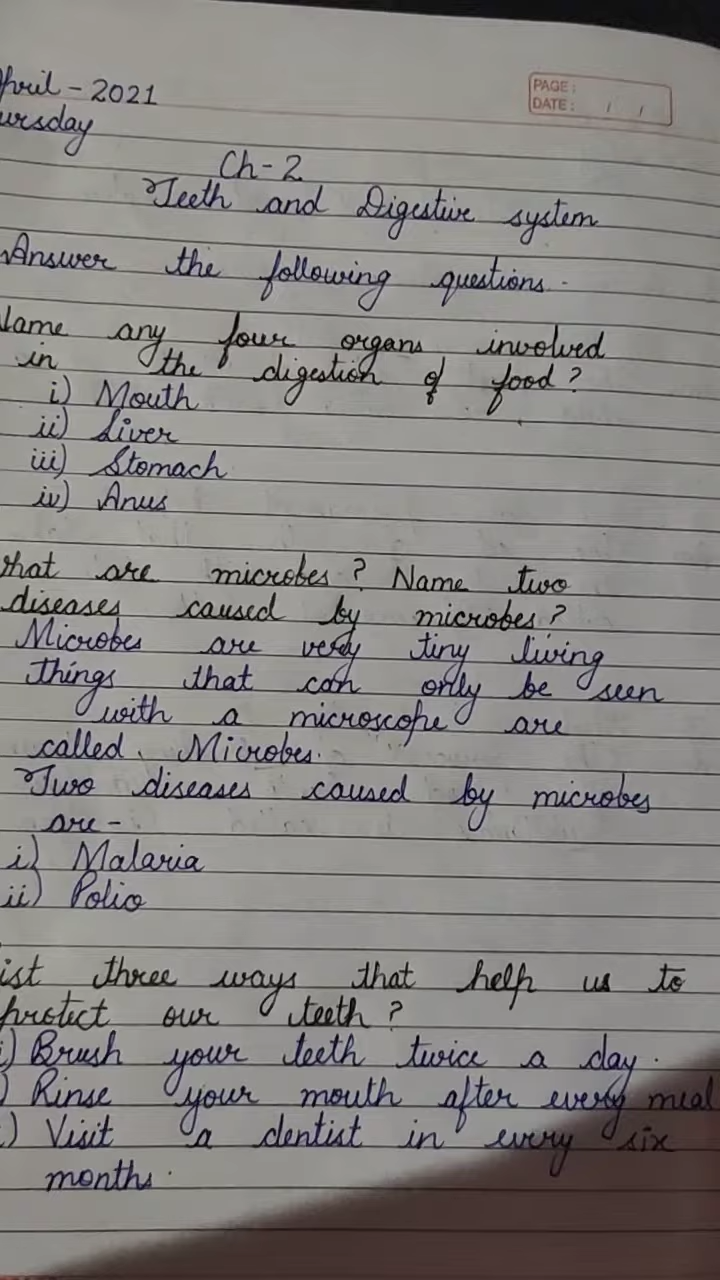 pril - 2021
PAGE:
DATE: / /
ursday
Ch-2
Teeth and Digestive system
Answer the following questions.
Name any four organs involved
in the digestion of food?
i) Mouth
ii) Liver
iii) Stomach
iv) Anus
hat are microbes? Name two
diseases caused by microbes?
Microbes are very tiny living
things that can only be seen
with a microscope are
called Microbes.
Two diseases caused by microbes
are-
i) Malaria
ii) Polio
ist three ways that help us to
protect our teeth?
i) Brush your teeth twice a day.
) Rinse your mouth after every meal
) Visit a dentist in every six
months.